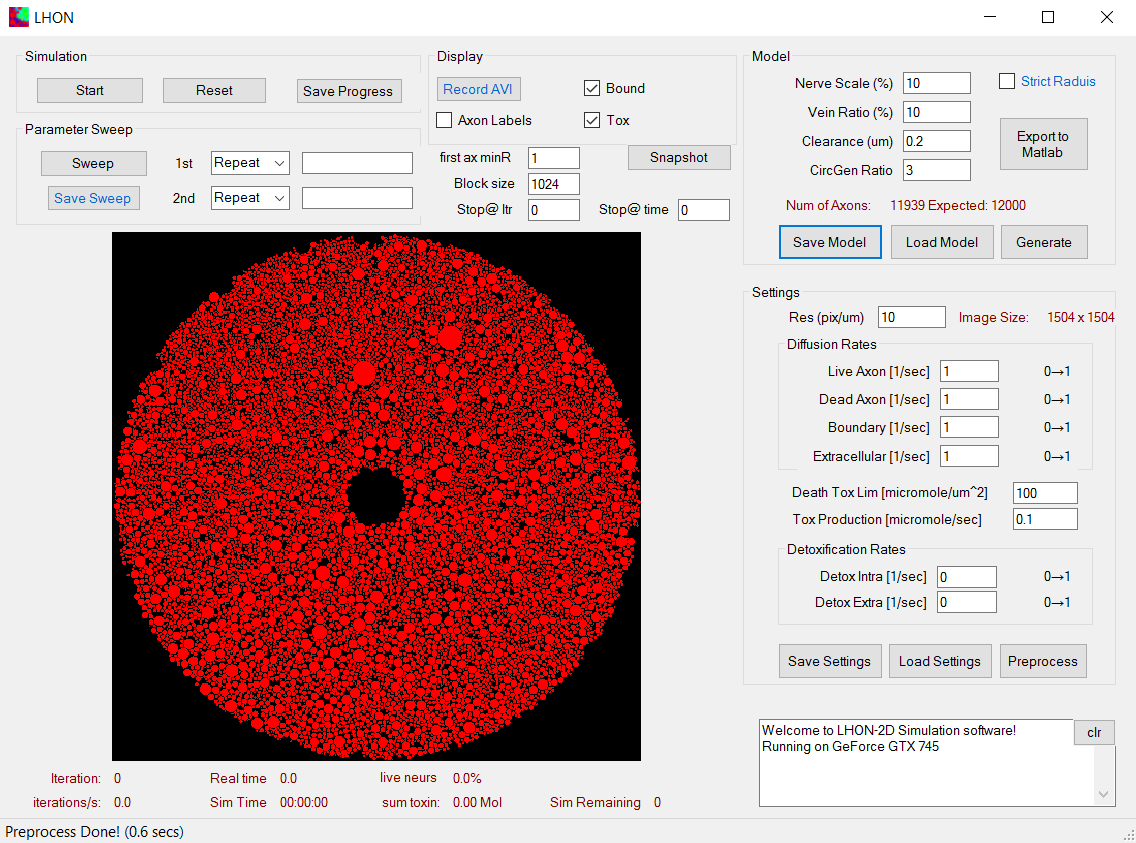 LHON
Simulation
Start Reset Save Progress
Parameter Sweep
Sweep 1st Repeat
Save Sweep 2nd Repeat
Display
Record AVI Bound
Axon Labels Tox
first ax minR 1 Snapshot
Block size 1024
Stop@ Itr 0 Stop@ time 0
Model
Nerve Scale (%) 10 Strict Raduis
Vein Ratio (%) 10
Clearance (um) 0.2
CircGen Ratio 3
Export to
Matlab
Num of Axons: 11939 Expected: 12000
Save Model Load Model Generate
Settings
Res (pix/um) 10 Image Size: 1504 x 1504
Diffusion Rates
Live Axon [1/sec] 1 0→1
Dead Axon [1/sec] 1 0→1
Boundary [1/sec] 1 0→1
Extracellular [1/sec] 1 0→1
Death Tox Lim [micromole/um^2] 100
Tox Production [micromole/sec] 0.1
Detoxification Rates
Detox Intra [1/sec] 0 0→1
Detox Extra [1/sec] 0 0→1
Save Settings Load Settings Preprocess
Welcome to LHON-2D Simulation software!
Running on GeForce GTX 745
clr
Iteration: 0 Real time 0.0 live neurs 0.0%
iterations/s: 0.0 Sim Time 00:00:00 sum toxin: 0.00 Mol Sim Remaining 0
Preprocess Done! (0.6 secs)